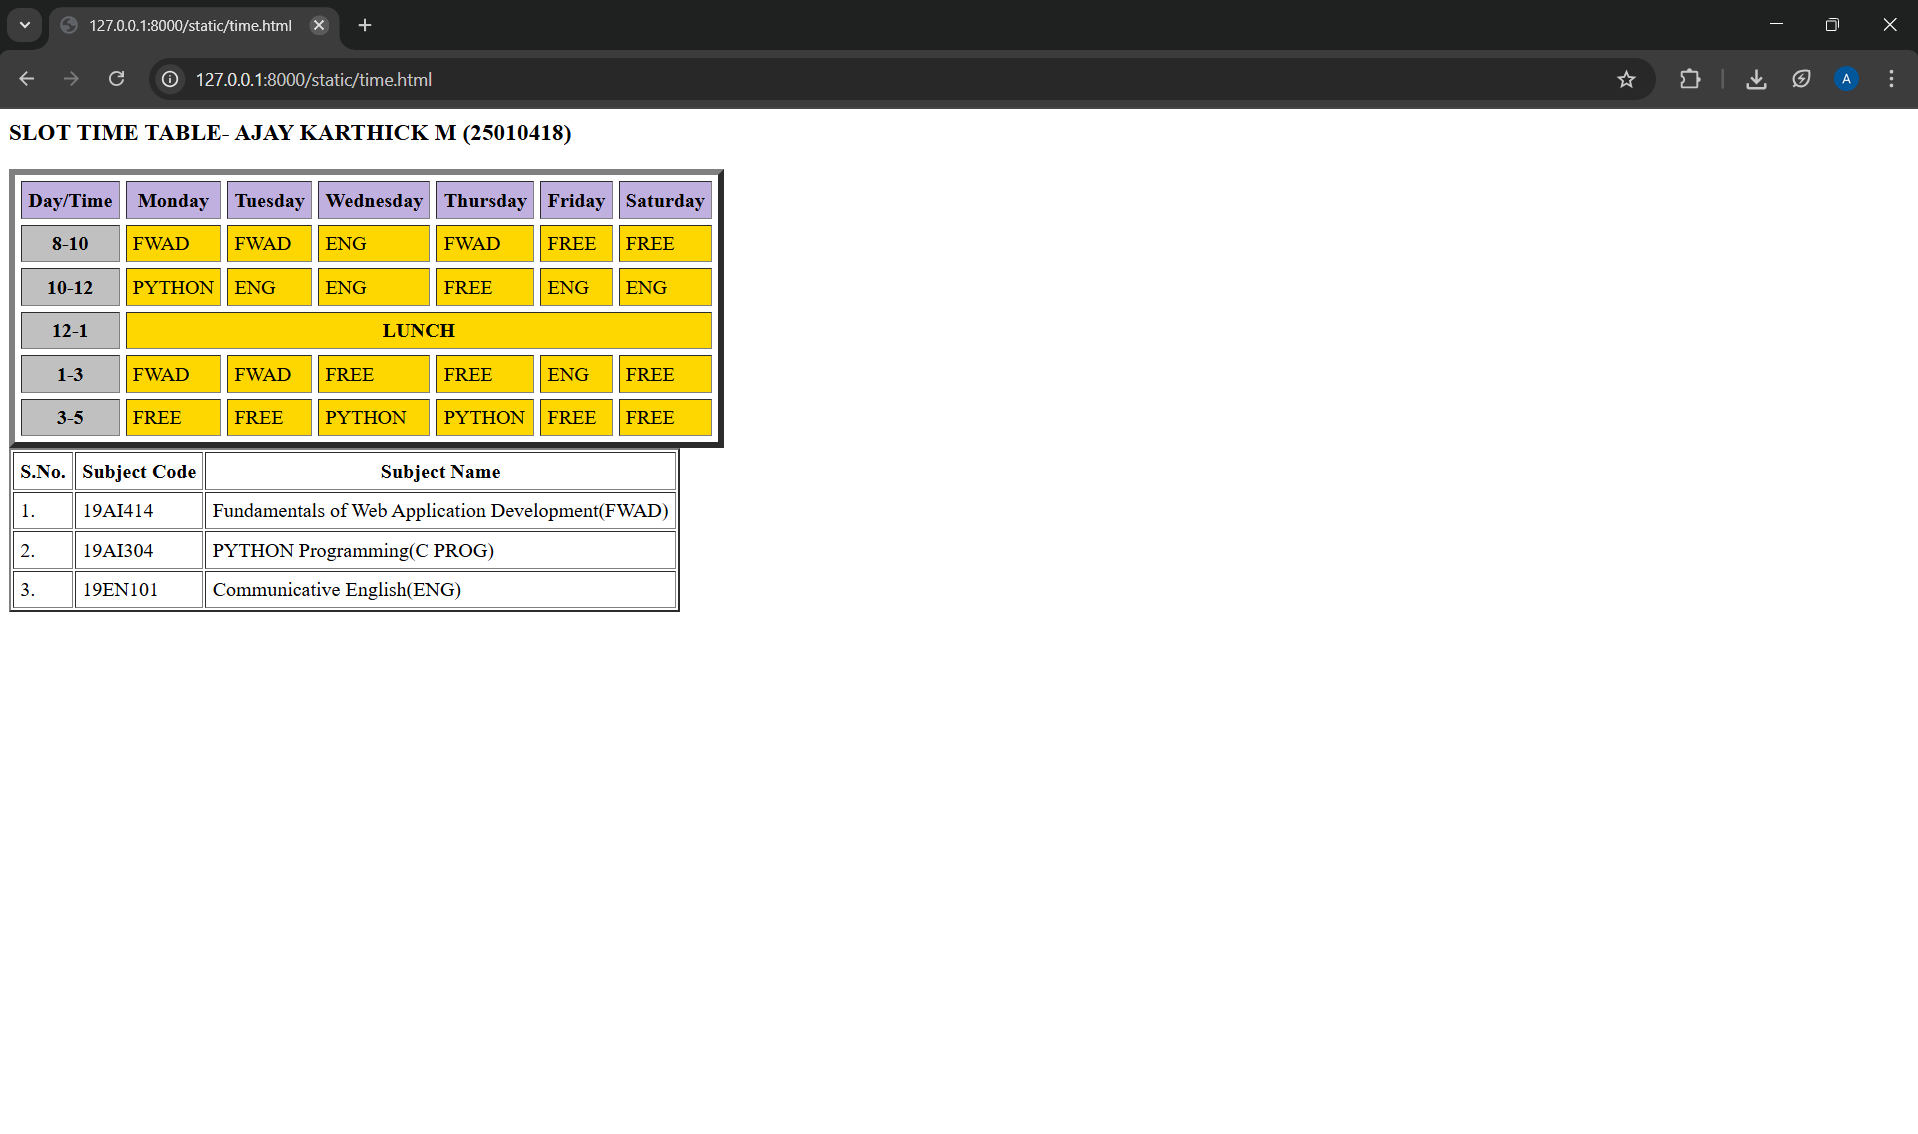 127.0.0.1:8000/static/time.html
127.0.0.1:8000/static/time.html
A
SLOT TIME TABLE- AJAY KARTHICK M (25010418)
Day/Time Monday Tuesday Wednesday Thursday Friday Saturday
8-10 FWAD FWAD ENG FWAD FREE FREE
10-12 PYTHON ENG ENG FREE ENG ENG
12-1 LUNCH
1-3 FWAD FWAD FREE FREE ENG FREE
3-5 FREE FREE PYTHON PYTHON FREE FREE
S.No. Subject Code Subject Name
1. 19AI414 Fundamentals of Web Application Development(FWAD)
2. 19AI304 PYTHON Programming(C PROG)
3. 19EN101 Communicative English(ENG)